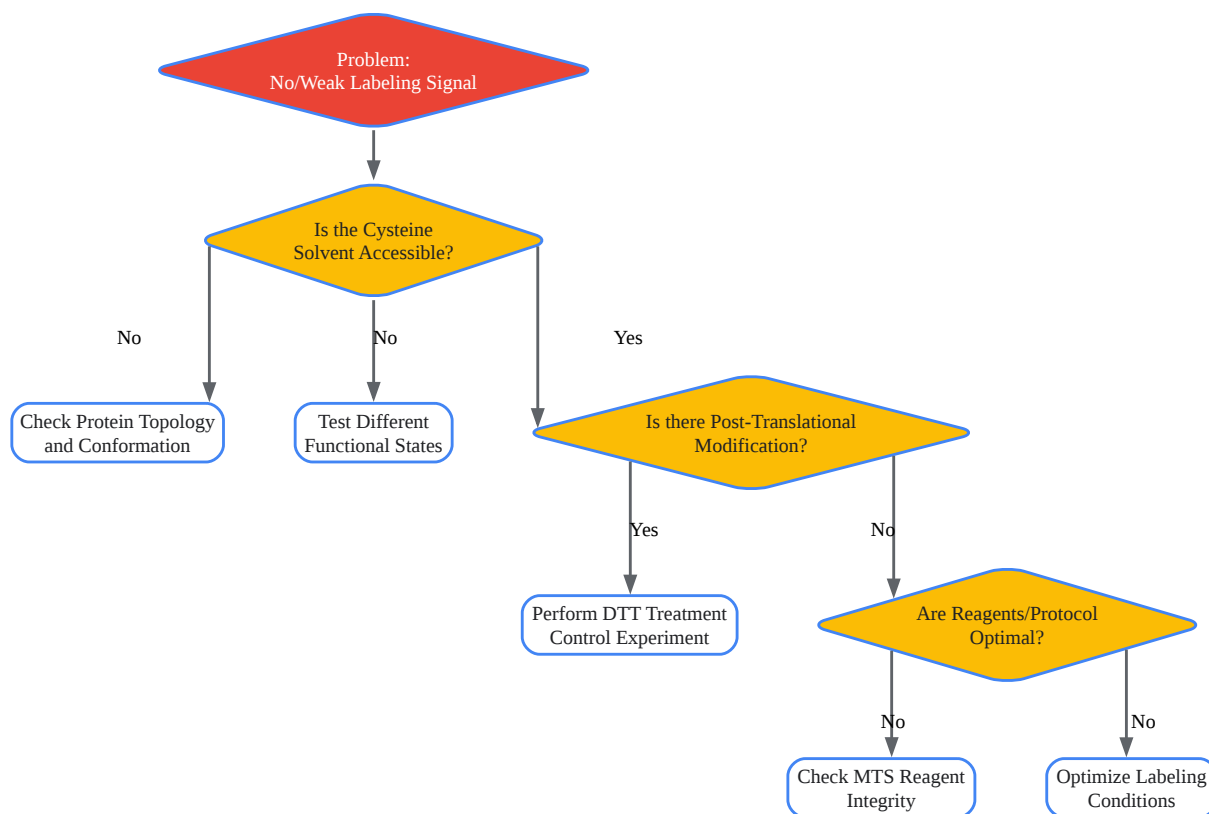 Problem:
No/Weak Labeling Signal
Is the Cysteine
Solvent Accessible?
No
No
Yes
Check Protein Topology
and Conformation
Test Different
Functional States
Is there Post-Translational
Modification?
Yes
No
Perform DTT Treatment
Control Experiment
Are Reagents/Protocol
Optimal?
No
No
Check MTS Reagent
Integrity
Optimize Labeling
Conditions